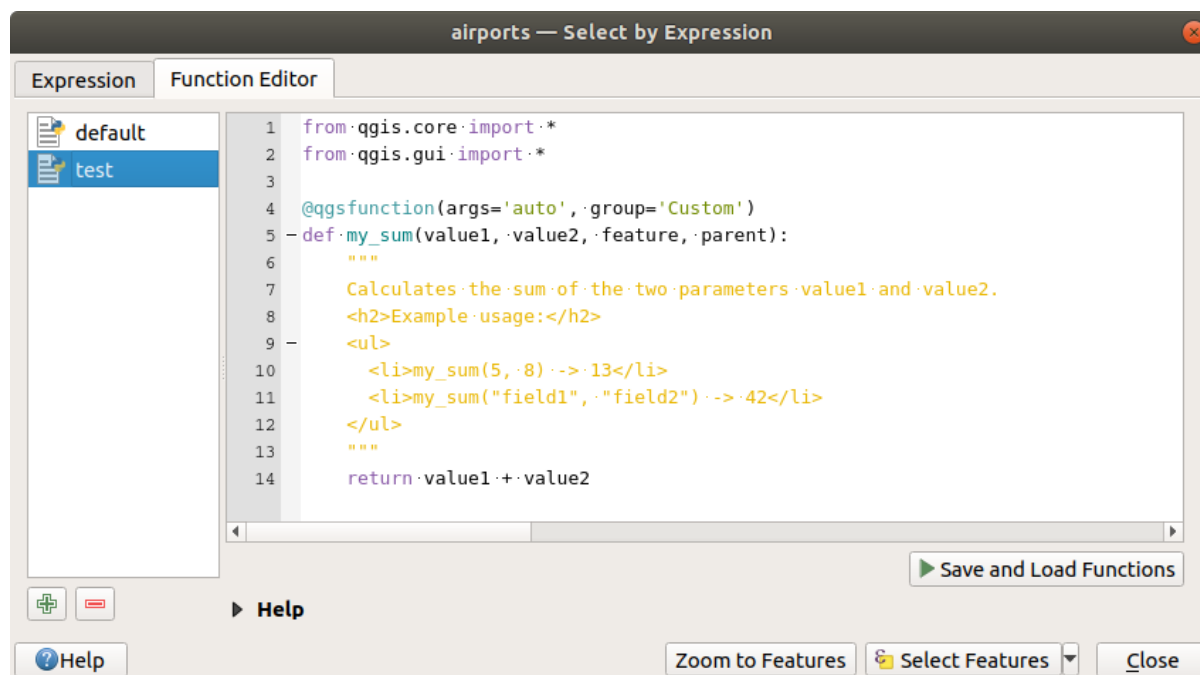 airports — Select by Expression
Expression
Function Editor
default
test
1 from qgis.core import *
2 from qgis.gui import *
3
4 @qgsfunction(args='auto', group='Custom')
5 def my_sum(value1, value2, feature, parent):
6 """
7 Calculates the sum of the two parameters value1 and value2.
8 <h2>Example usage:</h2>
9 <ul>
10 <li>my_sum(5, 8) -> 13</li>
11 <li>my_sum("field1", "field2") -> 42</li>
12 </ul>
13 """
14 return value1 + value2
Save and Load Functions
Help
Help
Zoom to Features
Select Features
Close